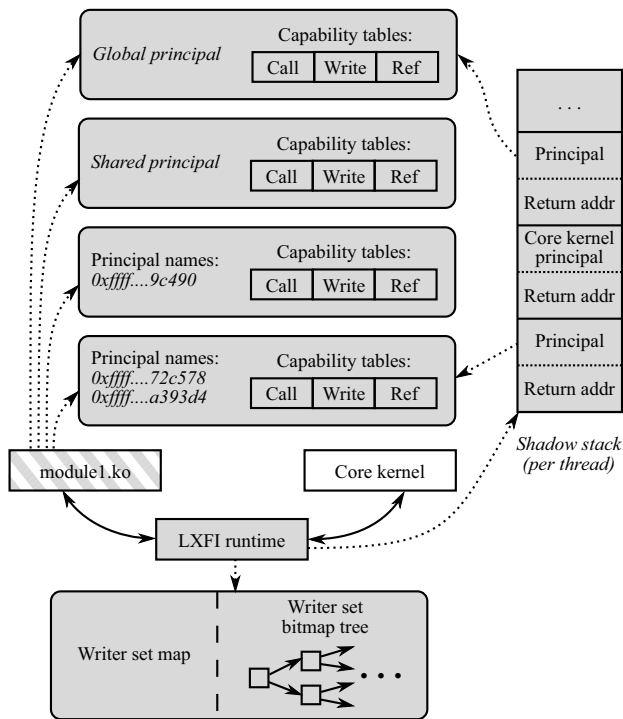 Global principal
Capability tables:
Call Write Ref
Shared principal
Capability tables:
Call Write Ref
Principal names:
0xffff....9c490
Capability tables:
Call Write Ref
Principal names:
0xffff....72c578
0xffff....a393d4
Capability tables:
Call Write Ref
. . .
Principal
Return addr
Core kernel
principal
Return addr
Principal
Return addr
Shadow stack
(per thread)
module1.ko
Core kernel
LXFI runtime
Writer set map
Writer set
bitmap tree